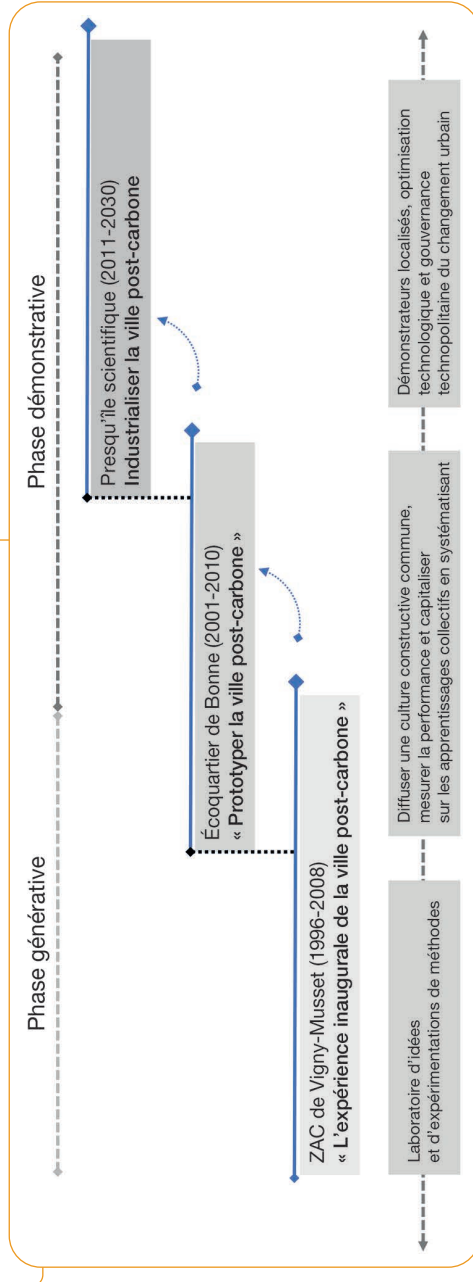 Phase générative
Phase démonstrative
Presqu'île scientifique (2011-2030)
Industrialiser la ville post-carbone
Écoquartier de Bonne (2001-2010)
« Prototyper la ville post-carbone »
ZAC de Vigny-Musset (1996-2008)
« L'expérience inaugurale de la ville post-carbone »
Laboratoire d'idées
et d'expérimentations de méthodes
Diffuser une culture constructive commune,
mesurer la performance et capitaliser
sur les apprentissages collectifs en systématisant
Démonstrateurs localisés, optimisation
technologique et gouvernance
technopolitaine du changement urbain